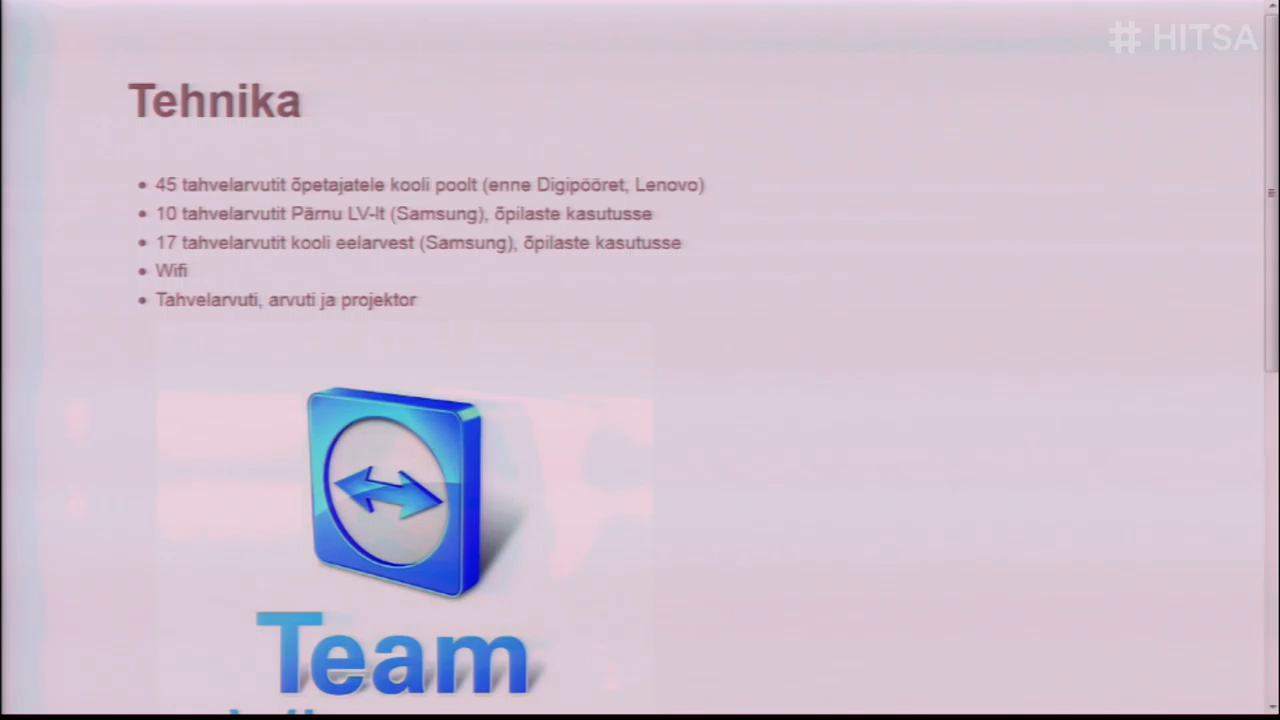 # HITSA
Tehnika
• 45 tahvelarvutit õpetajatele kooli poolt (enne Digipööret, Lenovo)
• 10 tahvelarvutit Pärnu LV-lt (Samsung), õpilaste kasutusse
• 17 tahvelarvutit kooli eelarvest (Samsung), õpilaste kasutusse
• Wifi
• Tahvelarvuti, arvuti ja projektor
Team